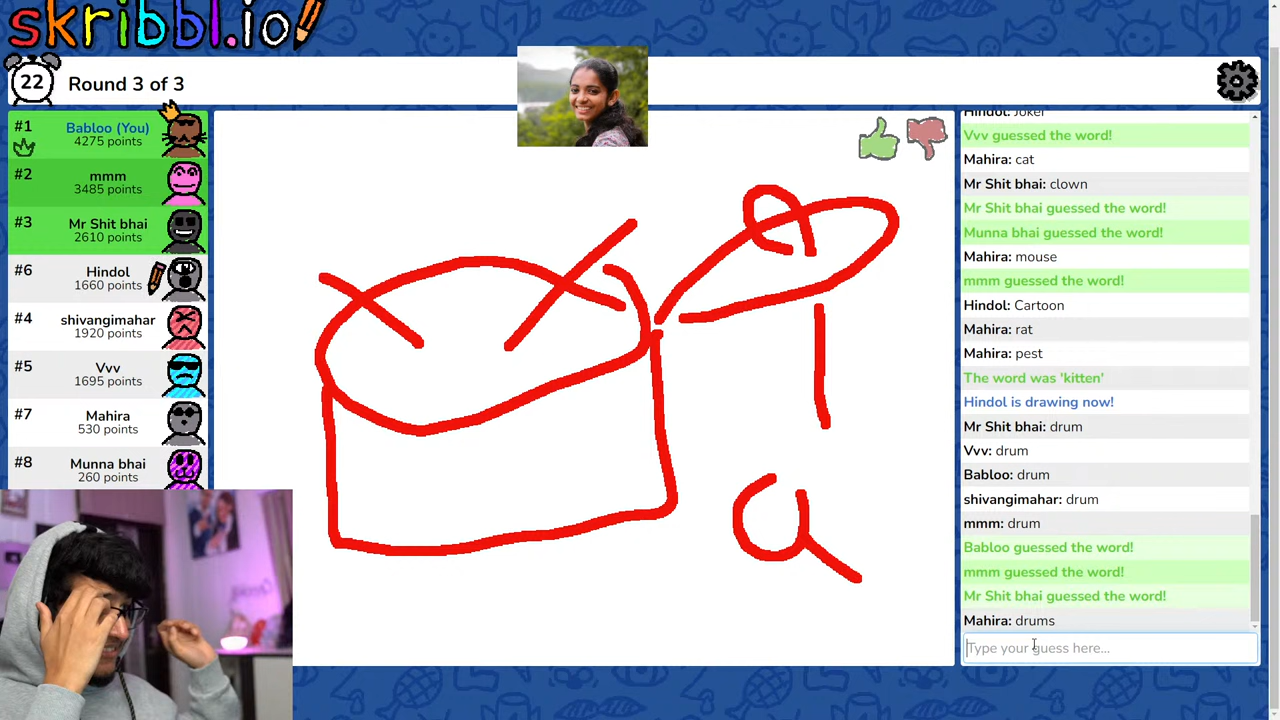 skribbl.io
22
Round 3 of 3
#1
Babloo (You)
4275 points
#2
mmm
3485 points
#3
Mr Shit bhai
2610 points
#6
Hindol
1660 points
#4
shivangimahar
1920 points
#5
Vvv
1695 points
#7
Mahira
530 points
#8
Munna bhai
260 points
Hindol: Joker
Vvv guessed the word!
Mahira: cat
Mr Shit bhai: clown
Mr Shit bhai guessed the word!
Munna bhai guessed the word!
Mahira: mouse
mmm guessed the word!
Hindol: Cartoon
Mahira: rat
Mahira: pest
The word was 'kitten'
Hindol is drawing now!
Mr Shit bhai: drum
Vvv: drum
Babloo: drum
shivangimahar: drum
mmm: drum
Babloo guessed the word!
mmm guessed the word!
Mr Shit bhai guessed the word!
Mahira: drums
Type your guess here...